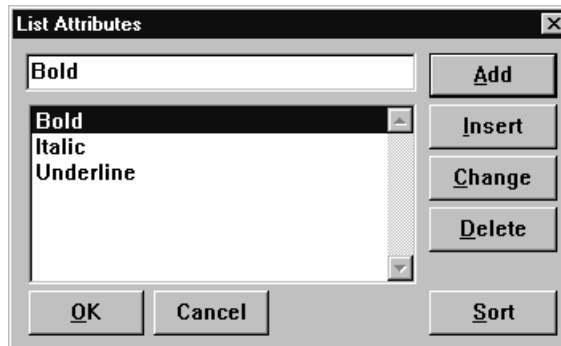 List Attributes
Bold
Add
Bold
Italic
Underline
Insert
Change
Delete
OK
Cancel
Sort